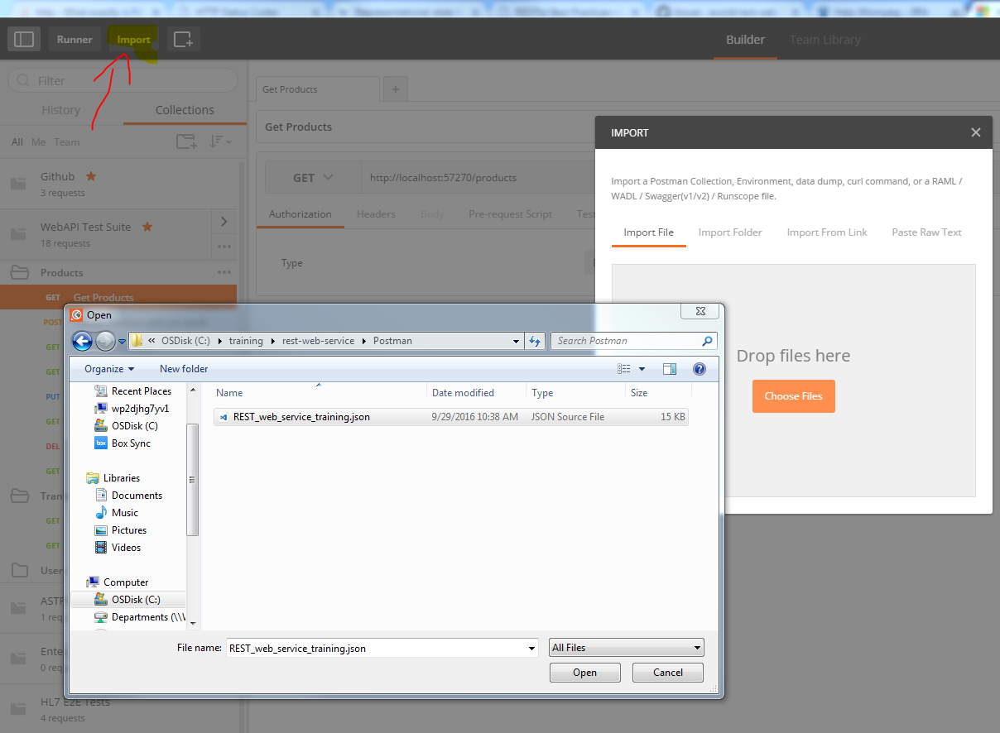 Runner
Import
Builder
Team Library
Filter
History
Collections
All Me Team
Github
3 requests
WebAPI Test Suite
18 requests
Products
GET Get Products
POST
GET
GET
PUT
GET
DEL
GET
Tran
GET
GET
User
1 req
Ente
0 req
HL7 E2E Tests
4 requests
Get Products
+
Get Products
GET
http://localhost:57270/products
Authorization
Headers
Body
Pre-request Script
Test
Type
IMPORT
Import a Postman Collection, Environment, data dump, curl command, or a RAML /
WADL / Swagger(v1/v2) / Runscope file.
Import File
Import Folder
Import From Link
Paste Raw Text
Drop files here
Choose Files
Open
« OSDisk (C:) training rest-web-service Postman
Search Postman
Organize
New folder
Recent Places
wp2djhg7yv1
OSDisk (C)
Box Sync
Libraries
Documents
Music
Pictures
Videos
Computer
OSDisk (C:)
Departments (\\V
Name
Date modified
Type
Size
REST_web_service_training.json
9/29/2016 10:38 AM
JSON Source File
15 KB
File name:
REST_web_service_training.json
All Files
Open
Cancel